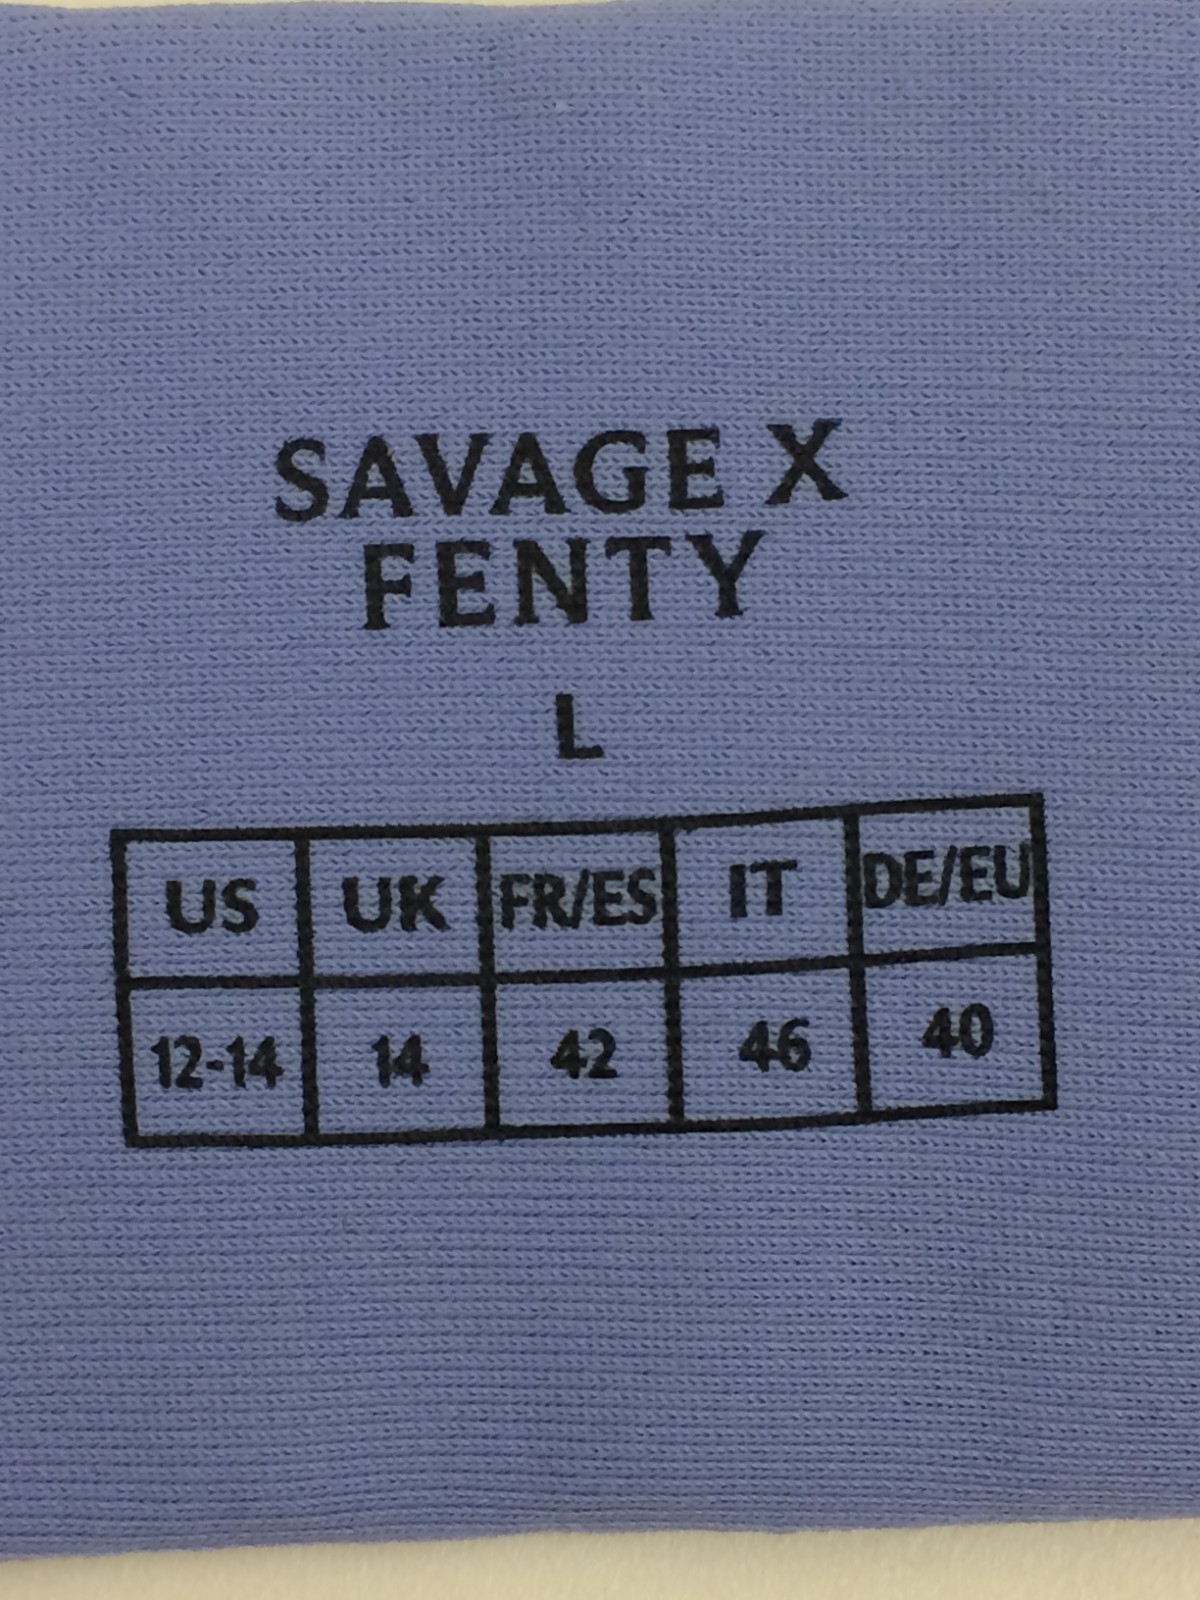 SAVAGE X
FENTY
L
US UK FR/ES IT DE/EU
12-14 14 42 46 40